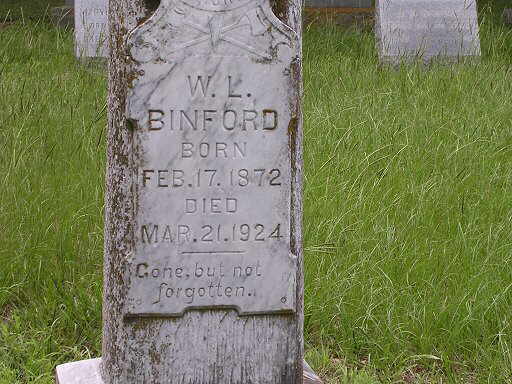 W. L.
BINFORD
BORN
FEB. 17. 1872
DIED
MAR. 21. 1924
Gone, but not
forgotten.